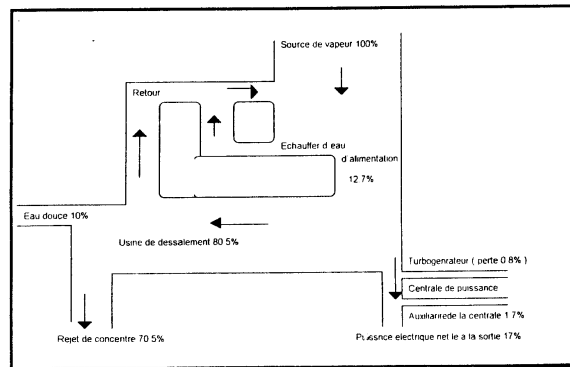 Source de vapeur 100%
Retour
Echauffer d eau
d alimentation
12.7%
Eau douce 10%
Usine de dessalement 80 5%
Turbogenrateur ( perte 0 8% )
Centrale de puissance
Auxiliarrede la centrale 1 7%
Rejet de concentre 70 5%
Puissnce electrique net le a la sortie 17%